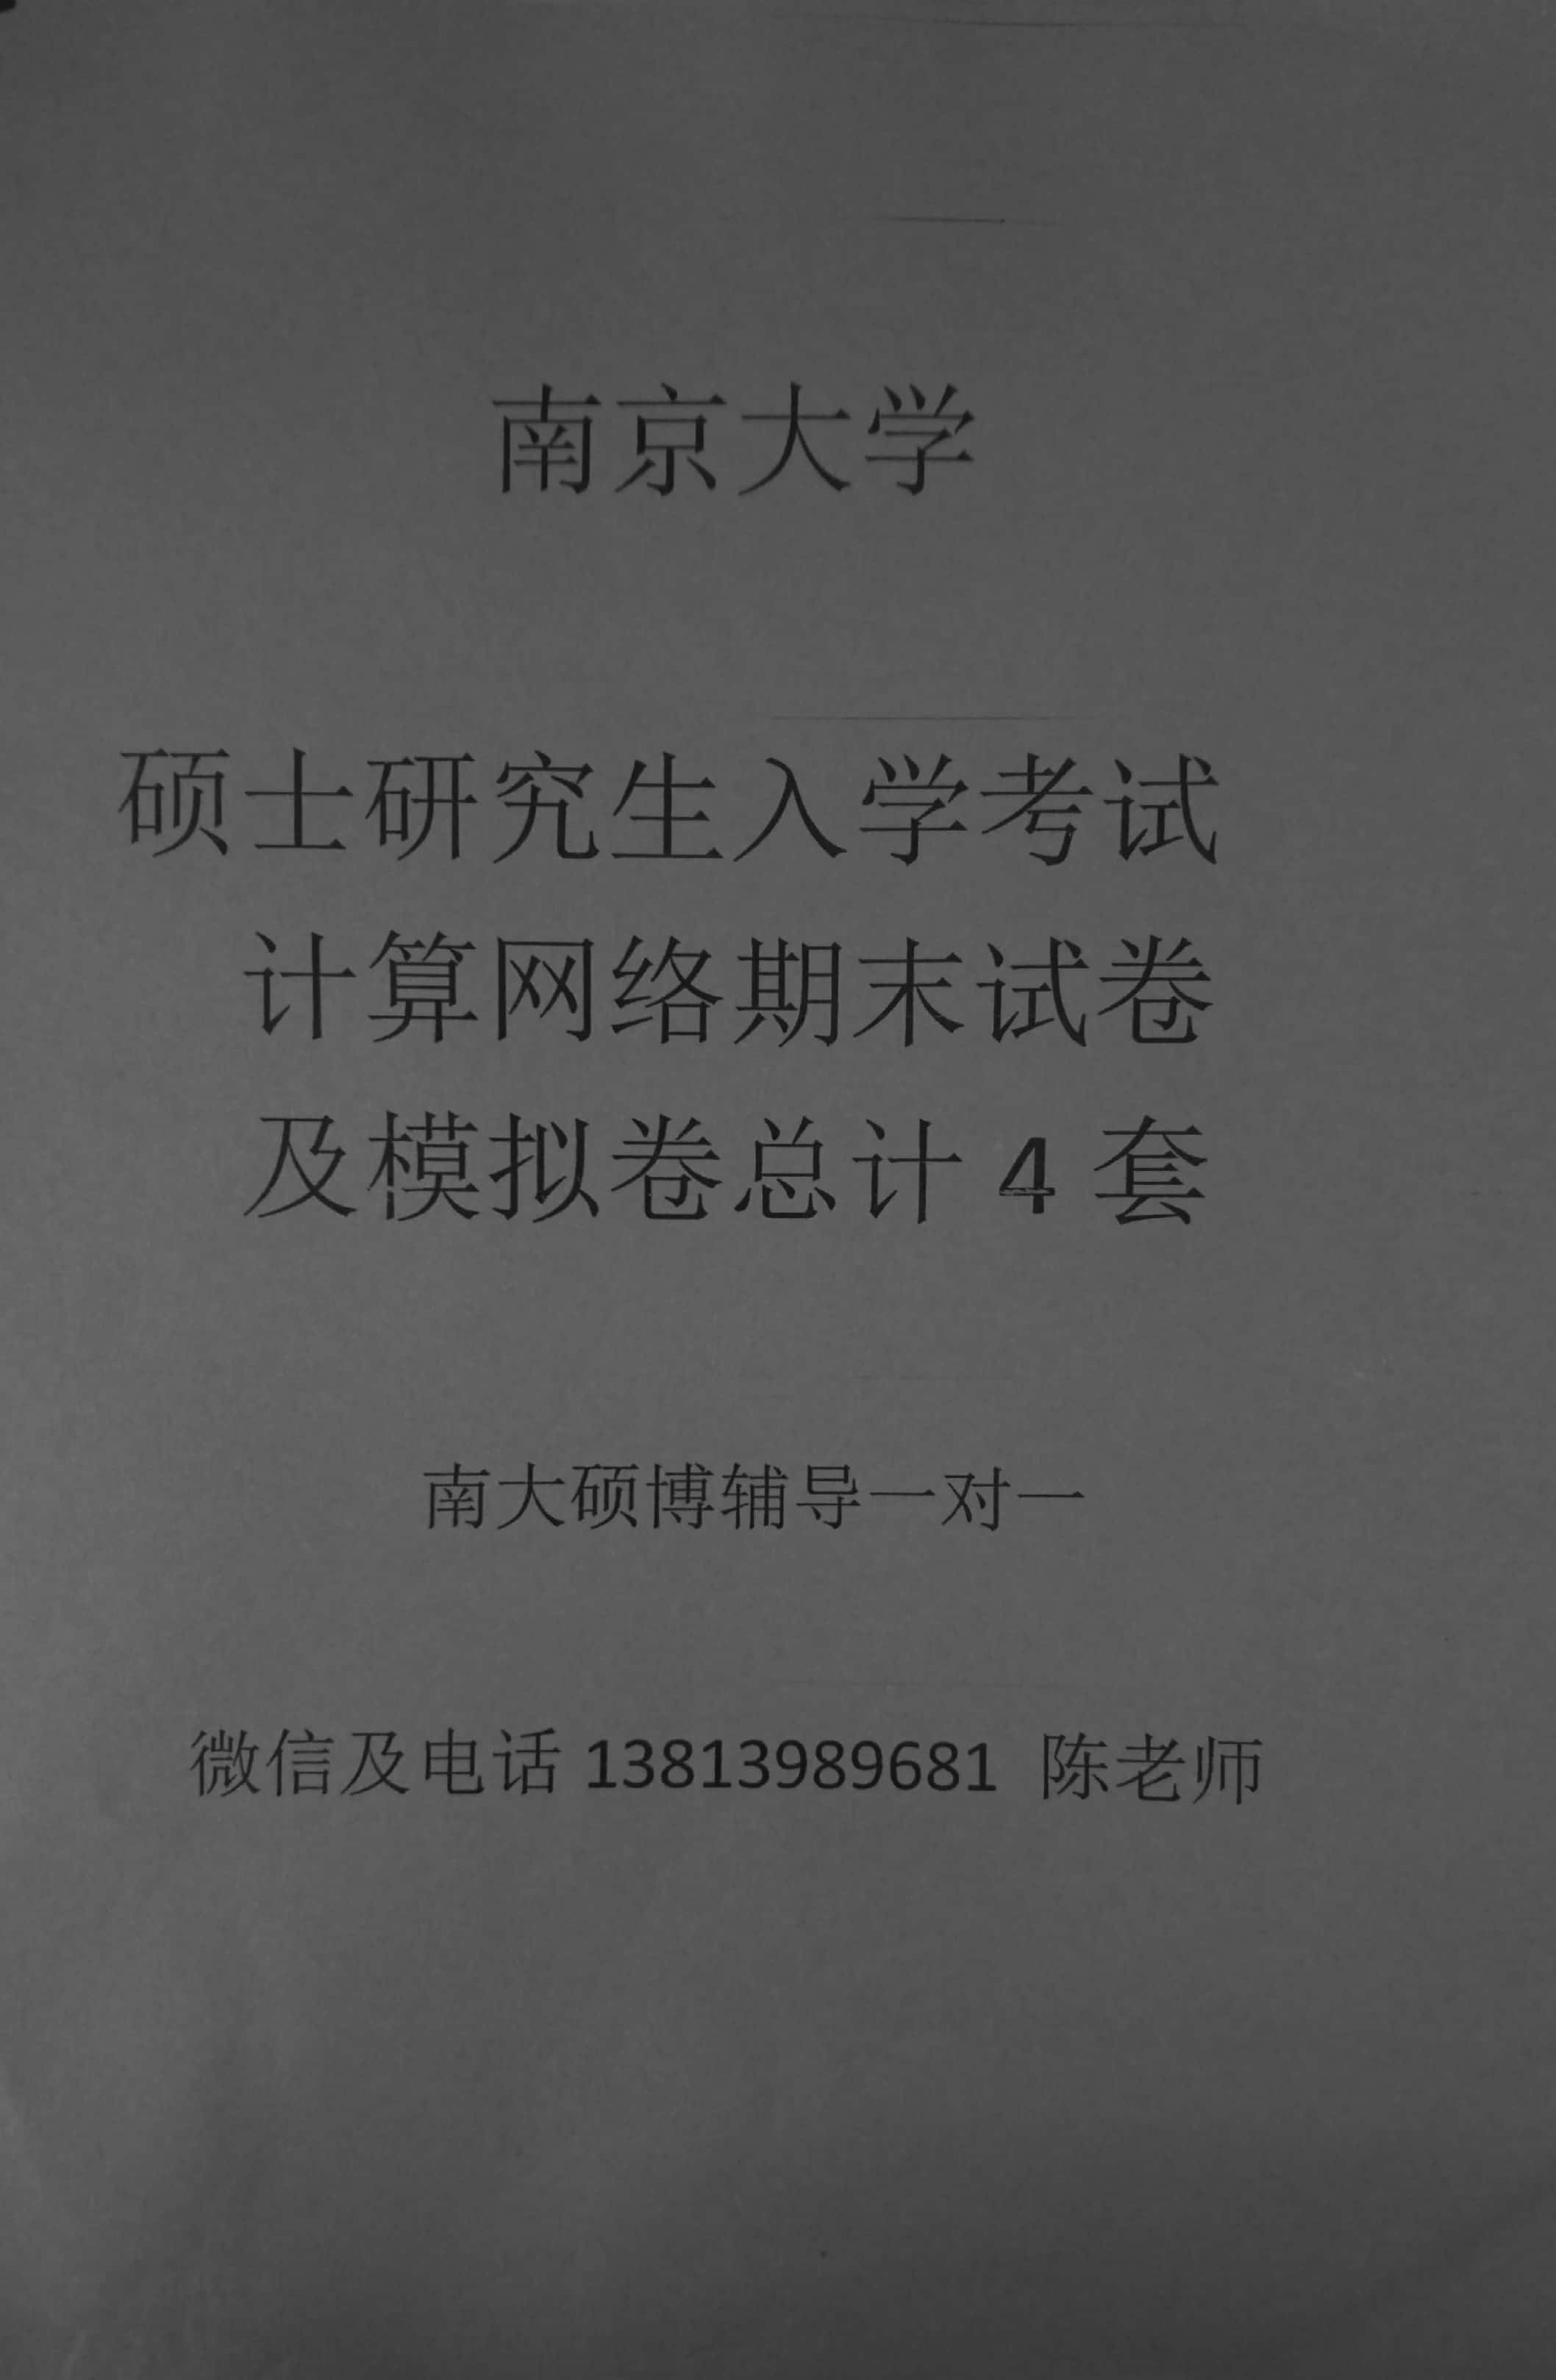 南京大学
硕士研究生入学考试
计算网络期末试卷
及模拟卷总计 4 套
南大硕博辅导一对一
微信及电话 13813989681 陈老师